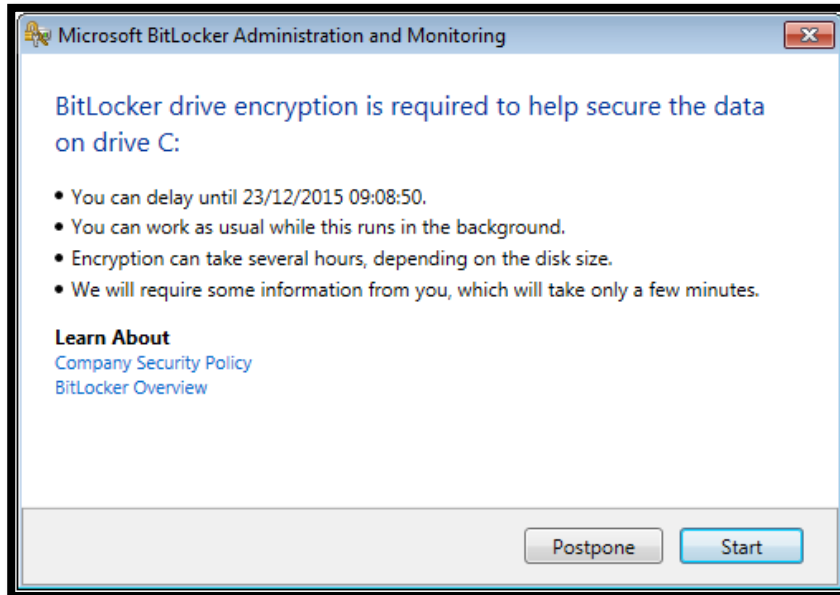 Microsoft BitLocker Administration and Monitoring
BitLocker drive encryption is required to help secure the data
on drive C:
• You can delay until 23/12/2015 09:08:50.
• You can work as usual while this runs in the background.
• Encryption can take several hours, depending on the disk size.
• We will require some information from you, which will take only a few minutes.
Learn About
Company Security Policy
BitLocker Overview
Postpone Start